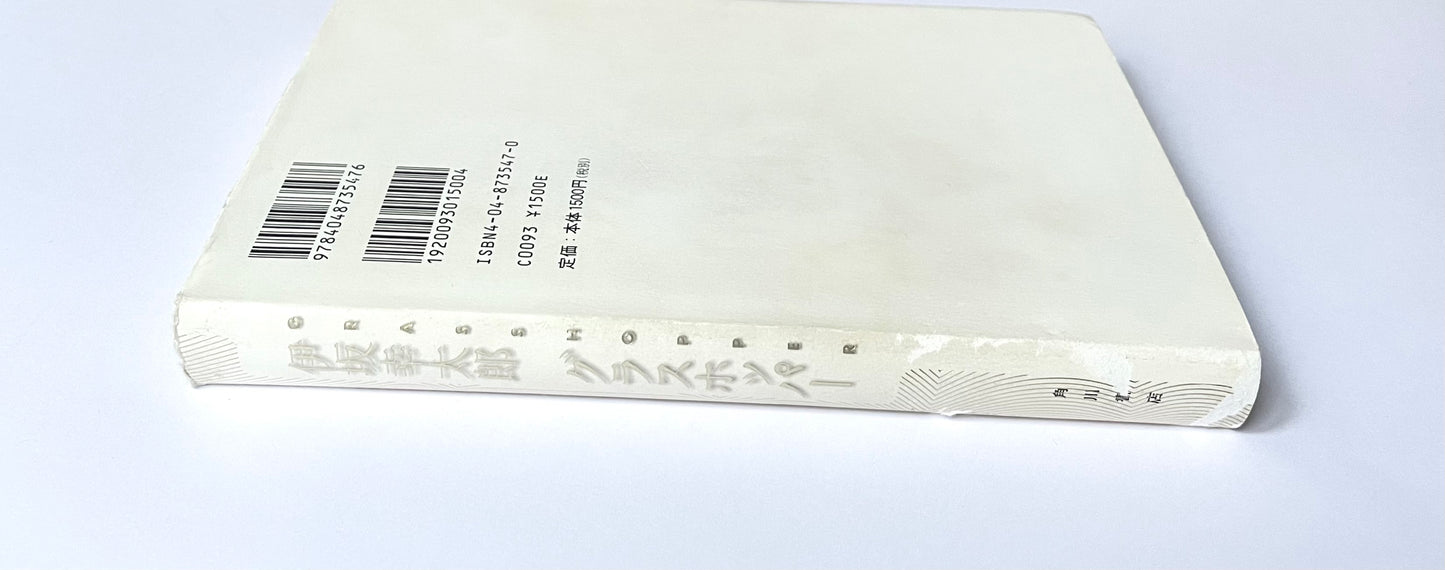 9784048735476
1920093015004
ISBN4-04-873547-0
C0093 ¥1500E
定価：本体1500円(税別)
GRASSHOPPER
伊坂幸太郎 グラスホッパー
角川書店